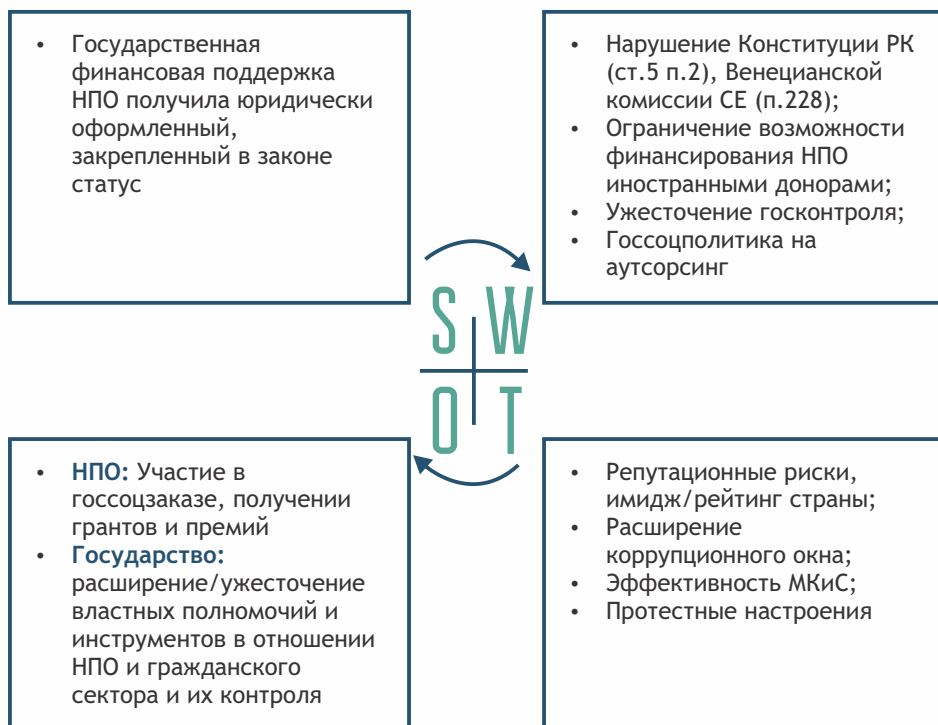 • Государственная
финансовая поддержка
НПО получила юридически
оформленный,
закрепленный в законе
статус
• Нарушение Конституции РК
(ст.5 п.2), Венецианской
комиссии СЕ (п.228);
• Ограничение возможности
финансирования НПО
иностранными донорами;
• Ужесточение госконтроля;
• Госсоцполитика на
аутсорсинг
S W
O T
• НПО: Участие в
госсоцзаказе, получении
грантов и премий
• Государство:
расширение/ужесточение
властных полномочий и
инструментов в отношении
НПО и гражданского
сектора и их контроля
• Репутационные риски,
имидж/рейтинг страны;
• Расширение
коррупционного окна;
• Эффективность МКиС;
• Протестные настроения